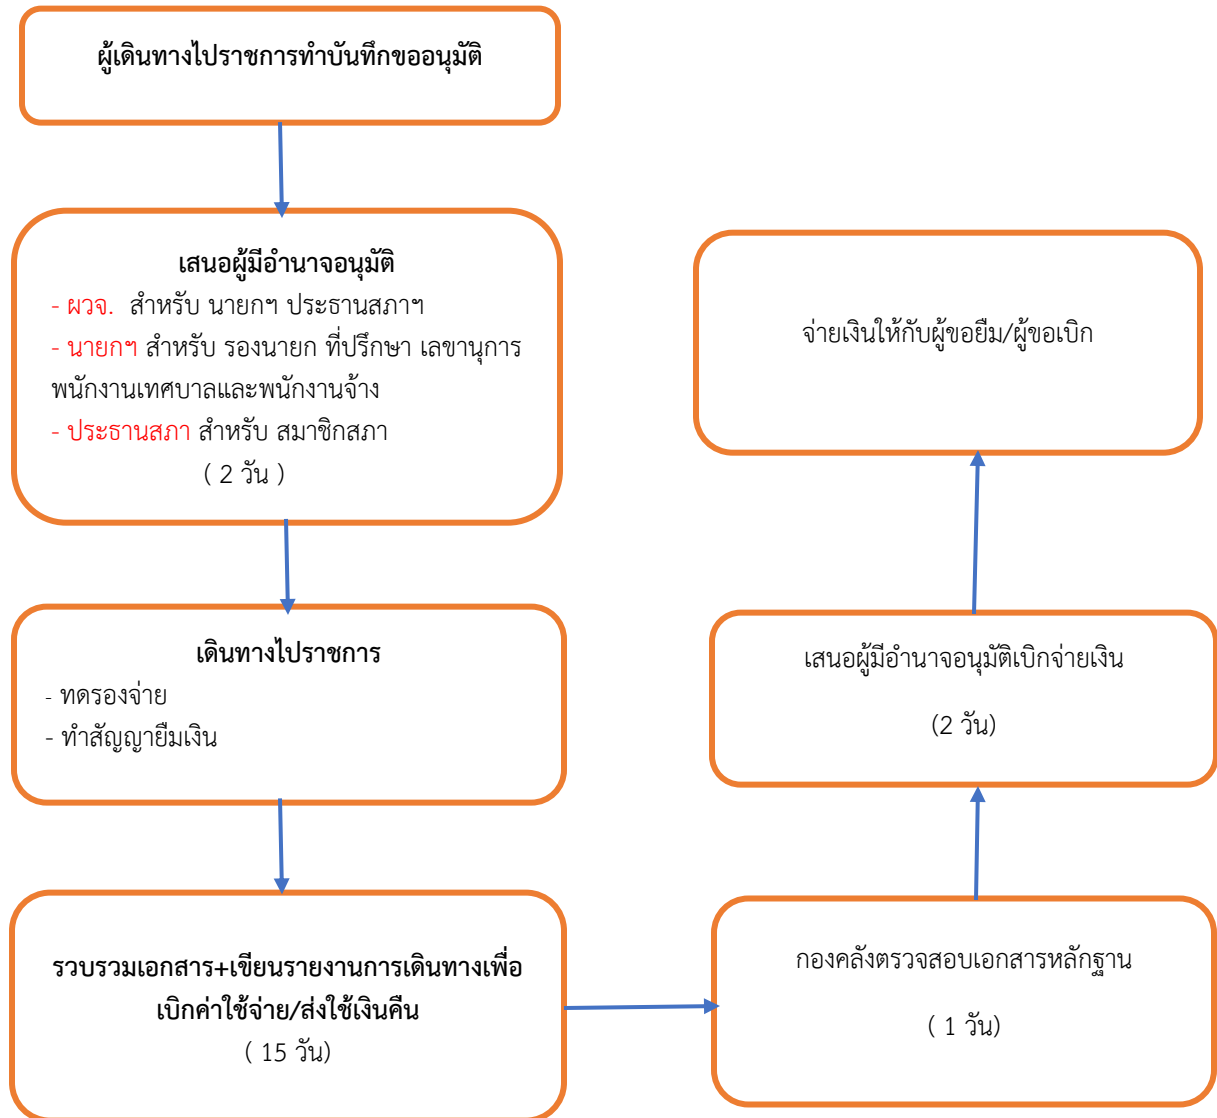 ผู้เดินทางไปราชการทำบันทึกขออนุมัติ
เสนอผู้มีอำนาจอนุมัติ
- ผวจ. สำหรับ นายกฯ ประธานสภาฯ
- นายกฯ สำหรับ รองนายก ที่ปรึกษา เลขานุการ
พนักงานเทศบาลและพนักงานจ้าง
- ประธานสภา สำหรับ สมาชิกสภา
( 2 วัน )
เดินทางไปราชการ
- ทดรองจ่าย
- ทำสัญญายืมเงิน
รวบรวมเอกสาร+เขียนรายงานการเดินทางเพื่อ
เบิกค่าใช้จ่าย/ส่งใช้เงินคืน
( 15 วัน)
กองคลังตรวจสอบเอกสารหลักฐาน
( 1 วัน)
เสนอผู้มีอำนาจอนุมัติเบิกจ่ายเงิน
(2 วัน)
จ่ายเงินให้กับผู้ขอยืม/ผู้ขอเบิก